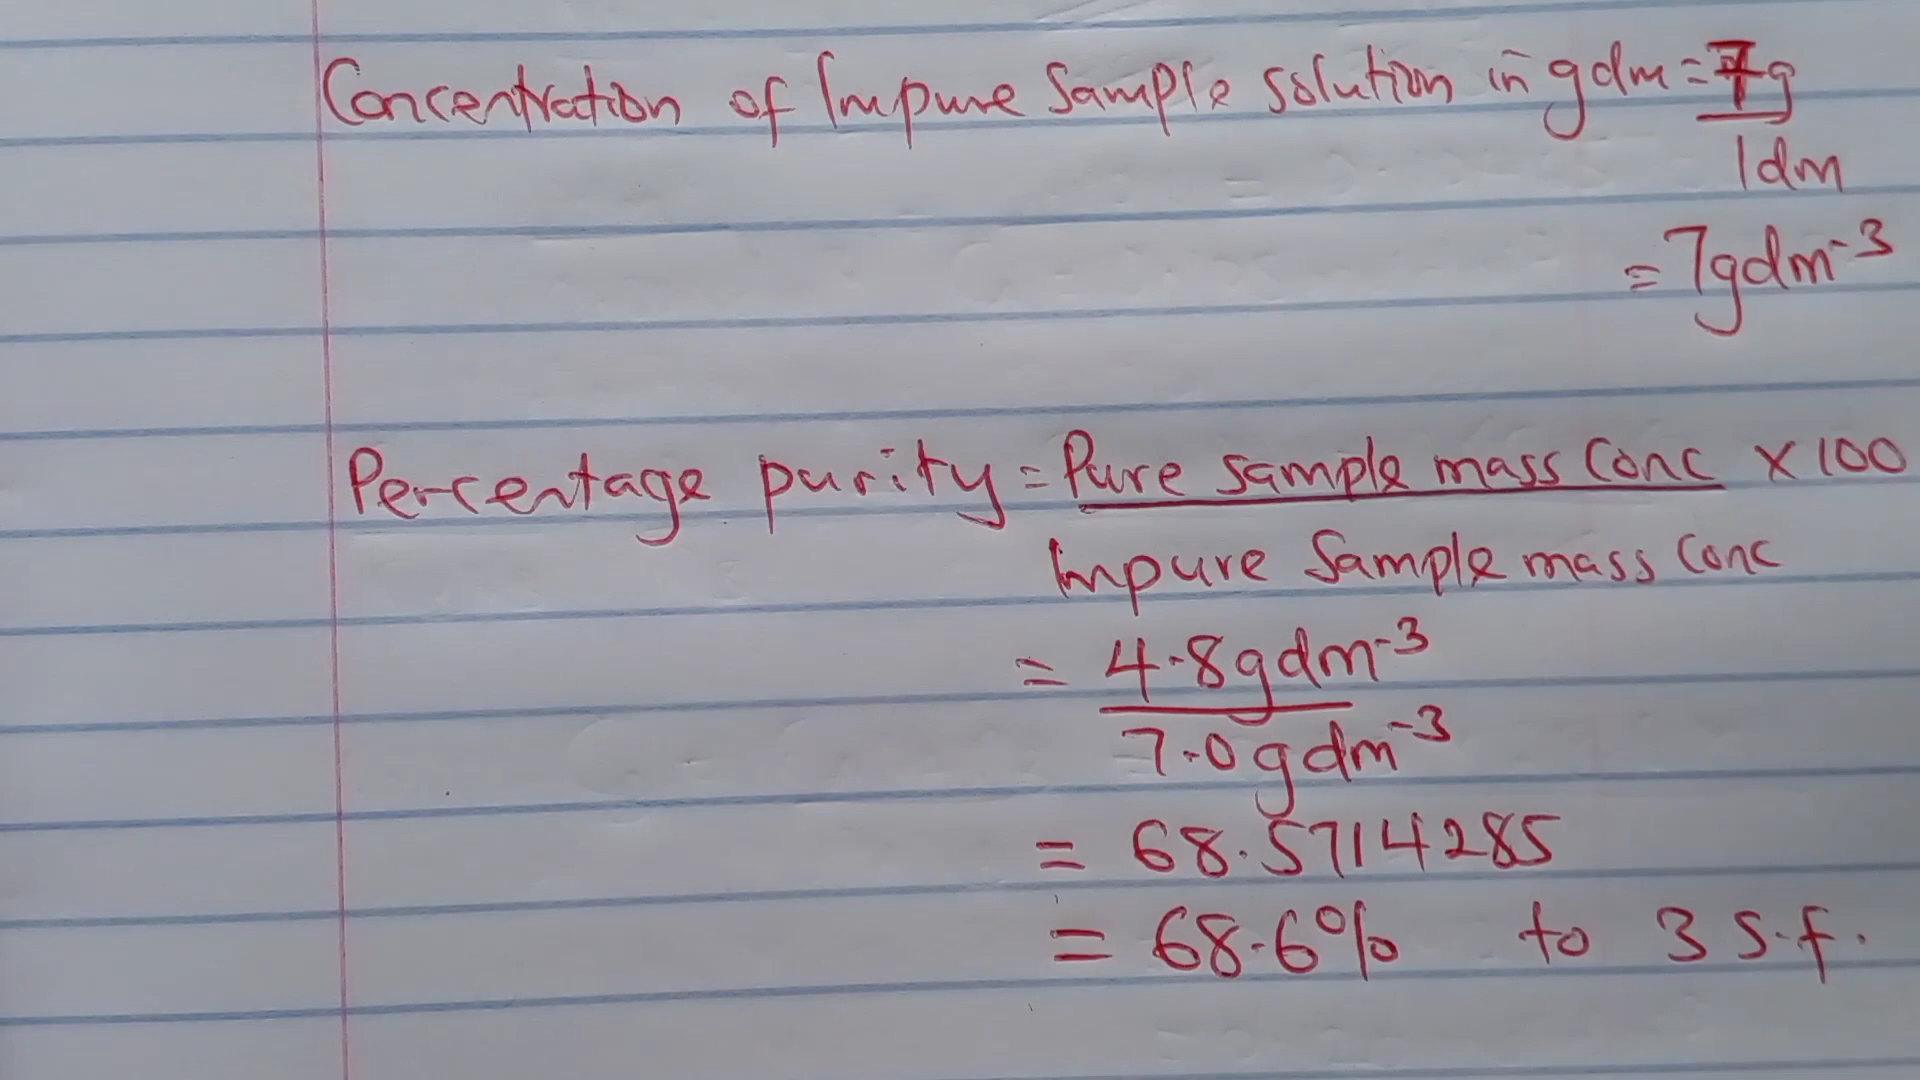 Concentration of Impure Sample solution in gdm = 7g
1dm
= 7gdm-3
Percentage purity = Pure sample mass conc x 100
Impure Sample mass conc
= 4.8gdm-3
7.0gdm-3
= 68.5714285
= 68.6% to 3 s.f.